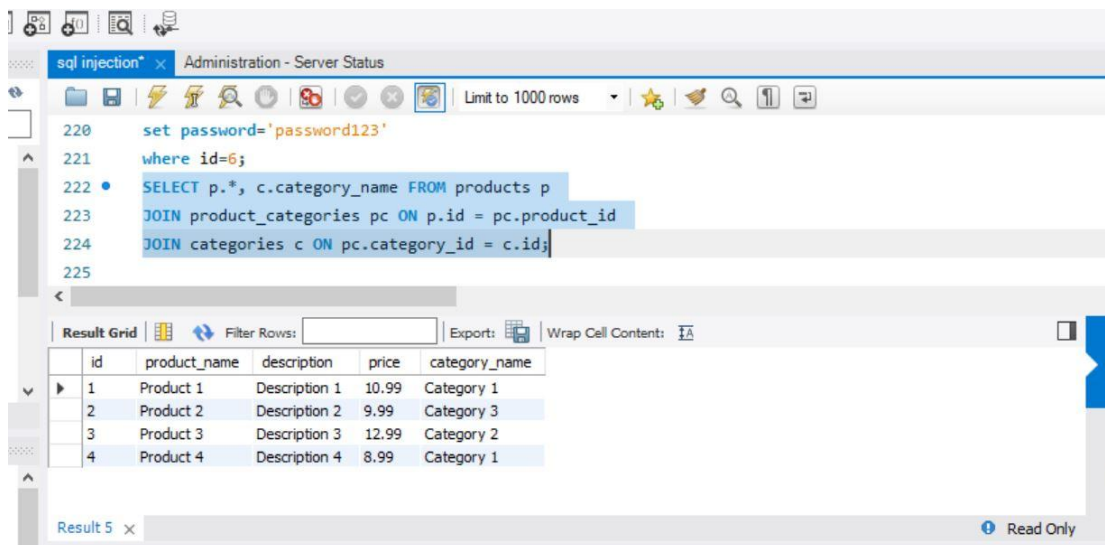 sql injection* × Administration - Server Status
Limit to 1000 rows
220 set password='password123'
221 where id=6;
222 SELECT p.*, c.category_name FROM products p
223 JOIN product_categories pc ON p.id = pc.product_id
224 JOIN categories c ON pc.category_id = c.id;
225
Result Grid Filter Rows: Export: Wrap Cell Content: IA
id product_name description price category_name
1 Product 1 Description 1 10.99 Category 1
2 Product 2 Description 2 9.99 Category 3
3 Product 3 Description 3 12.99 Category 2
4 Product 4 Description 4 8.99 Category 1
Result 5 × Read Only